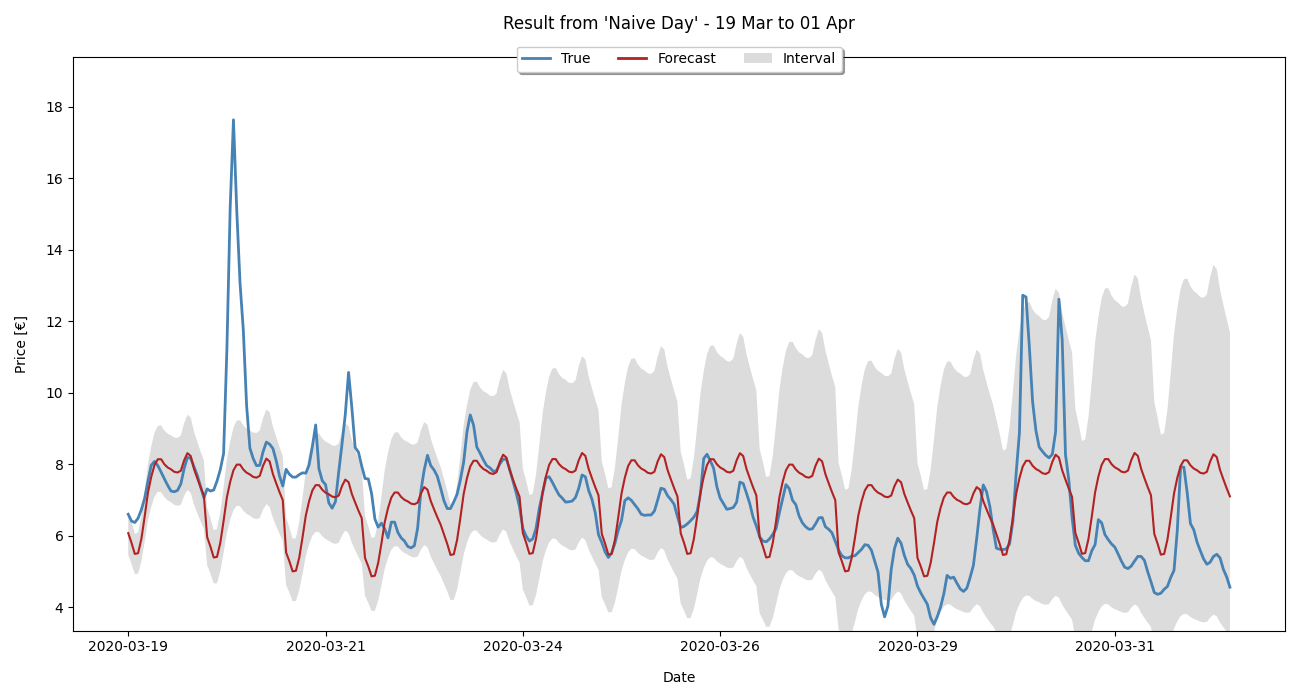 Result from 'Naive Day' - 19 Mar to 01 Apr
True Forecast Interval
18
16
14
12
10
8
6
4
Price [€]
2020-03-19 2020-03-21 2020-03-24 2020-03-26 2020-03-29 2020-03-31
Date